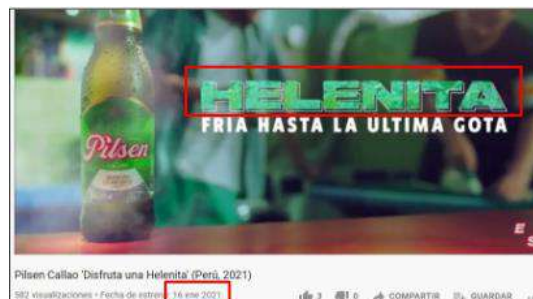 Pilsen
HELENITA
FRIA HASTA LA ULTIMA GOTA
E
S
Pilsen Callao 'Disfruta una Helenita' (Perú, 2021)
582 visualizaciones • Fecha de estreno: 16 ene 2021
3 0 COMPARTIR GUARDAR ...